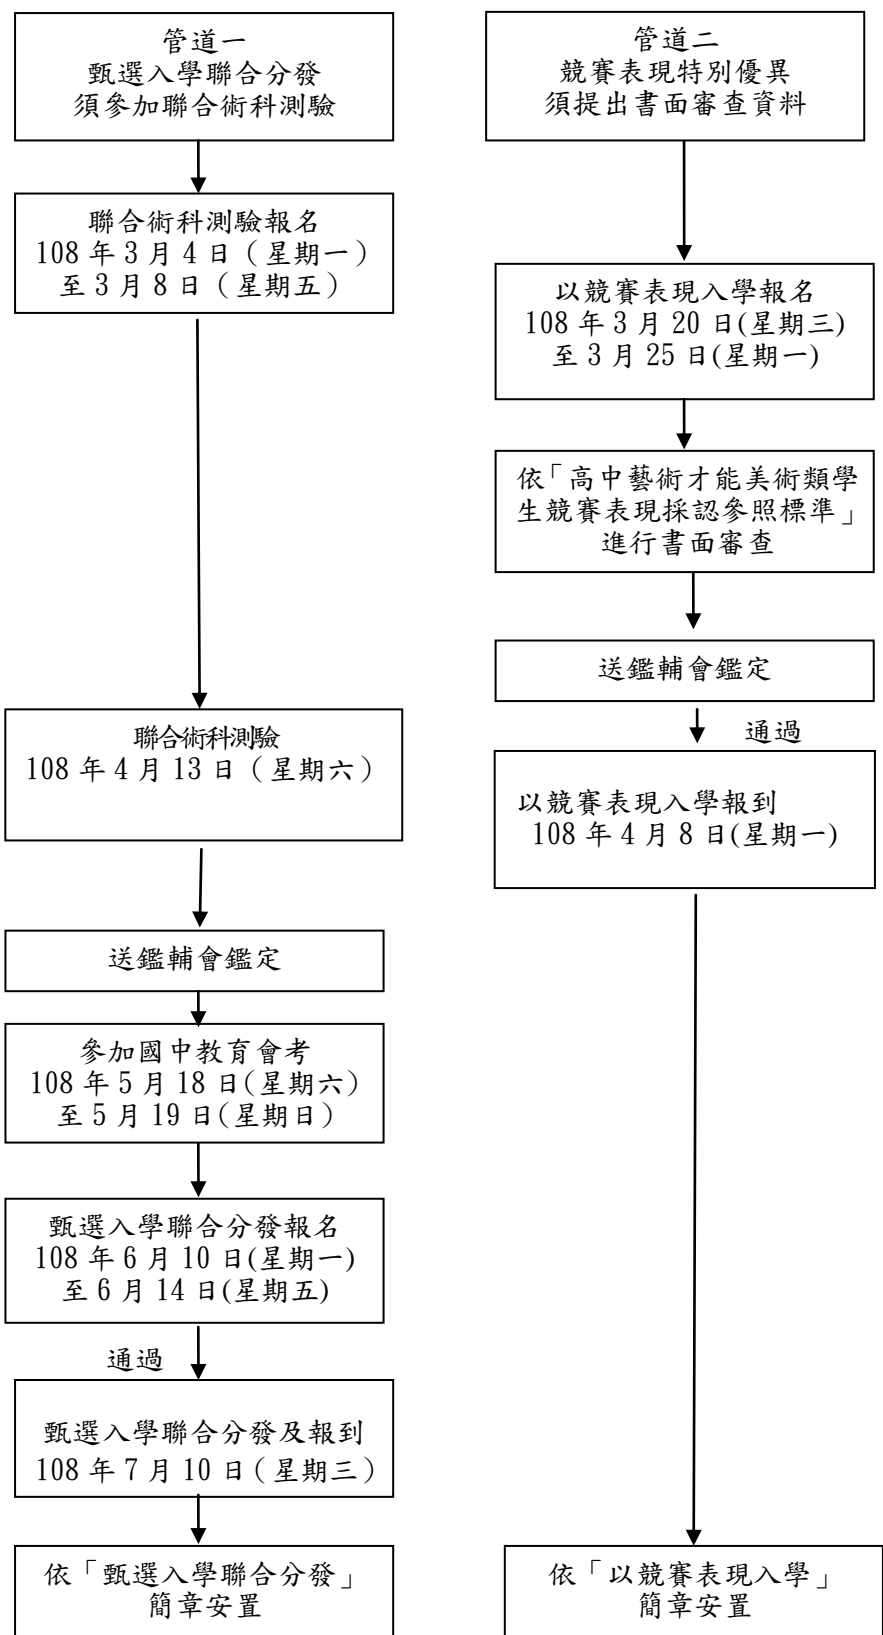 管道一
甄選入學聯合分發
須參加聯合術科測驗
聯合術科測驗報名
108 年 3 月 4 日（星期一）
至 3 月 8 日（星期五）
聯合術科測驗
108 年 4 月 13 日（星期六）
送鑑輔會鑑定
參加國中教育會考
108 年 5 月 18 日(星期六)
至 5 月 19 日(星期日)
甄選入學聯合分發報名
108 年 6 月 10 日(星期一)
至 6 月 14 日(星期五)
通過
甄選入學聯合分發及報到
108 年 7 月 10 日（星期三）
依「甄選入學聯合分發」
簡章安置
管道二
競賽表現特別優異
須提出書面審查資料
以競賽表現入學報名
108 年 3 月 20 日(星期三)
至 3 月 25 日(星期一)
依「高中藝術才能美術類學
生競賽表現採認參照標準」
進行書面審查
送鑑輔會鑑定
通過
以競賽表現入學報到
108 年 4 月 8 日(星期一)
依「以競賽表現入學」
簡章安置